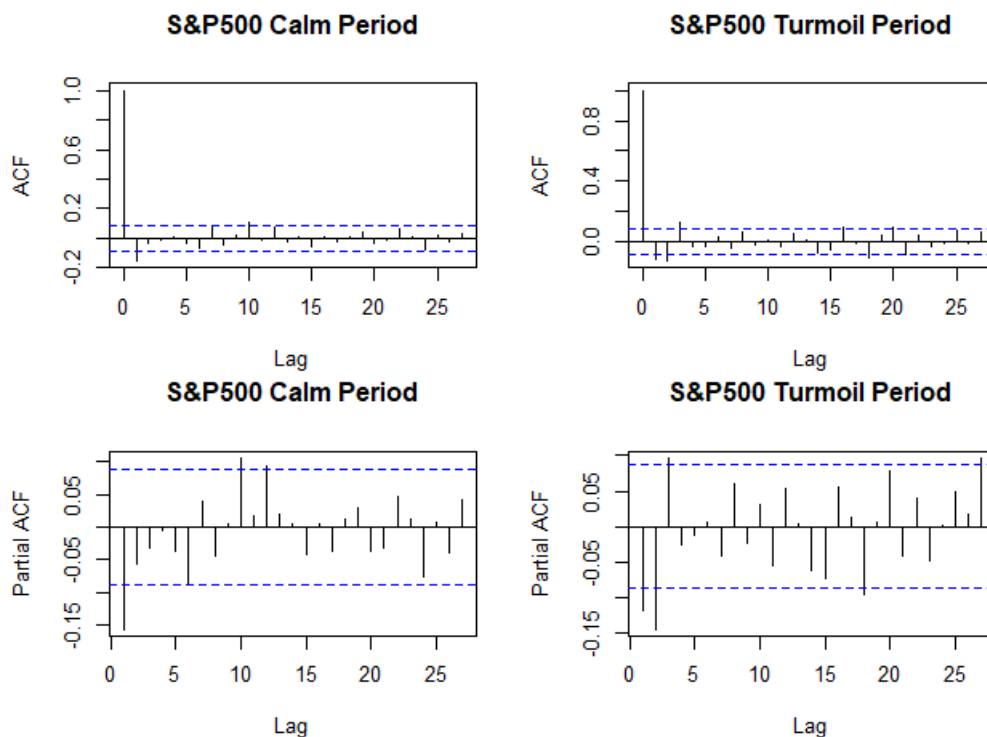 S&P500 Calm Period
ACF
1.0
0.6
0.2
-0.2
0 5 10 15 20 25
Lag
S&P500 Turmoil Period
ACF
0.8
0.4
0.0
0 5 10 15 20 25
Lag
S&P500 Calm Period
Partial ACF
0.05
-0.05
-0.15
0 5 10 15 20 25
Lag
S&P500 Turmoil Period
Partial ACF
0.05
-0.05
-0.15
0 5 10 15 20 25
Lag